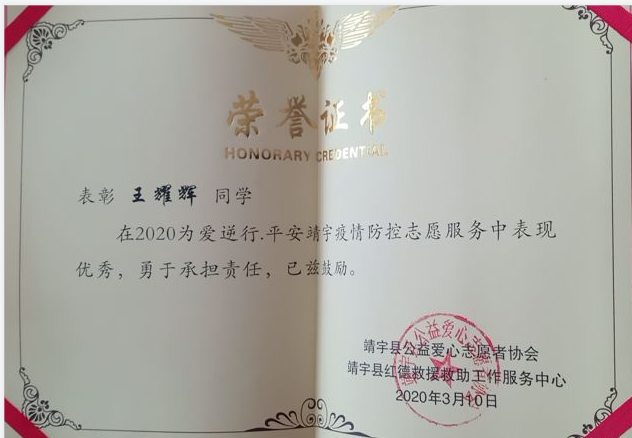 荣誉证书
HONORARY CREDENTIAL
表彰 王耀辉 同学
在2020为爱逆行.平安靖宇疫情防控志愿服务中表现
优秀，勇于承担责任，已兹鼓励。
靖宇县公益爱心志愿者协会
靖宇县红德救援救助工作服务中心
2020年3月10日